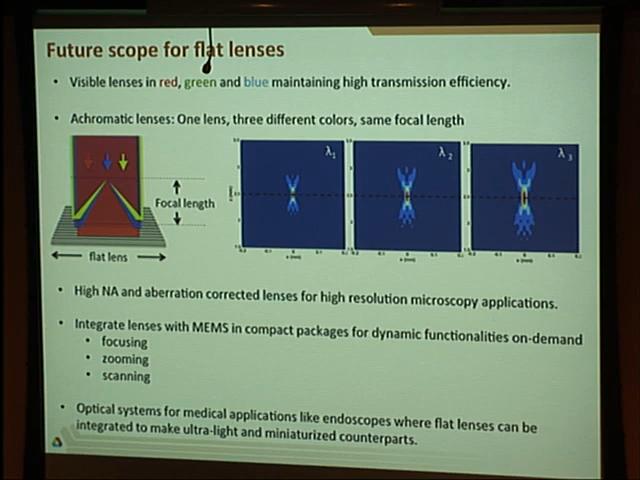 Future scope for flat lenses
• Visible lenses in red, green and blue maintaining high transmission efficiency.
• Achromatic lenses: One lens, three different colors, same focal length
λ1
λ2
λ3
Focal length
flat lens
• High NA and aberration corrected lenses for high resolution microscopy applications.
• Integrate lenses with MEMS in compact packages for dynamic functionalities on-demand
• focusing
• zooming
• scanning
• Optical systems for medical applications like endoscopes where flat lenses can be
integrated to make ultra-light and miniaturized counterparts.